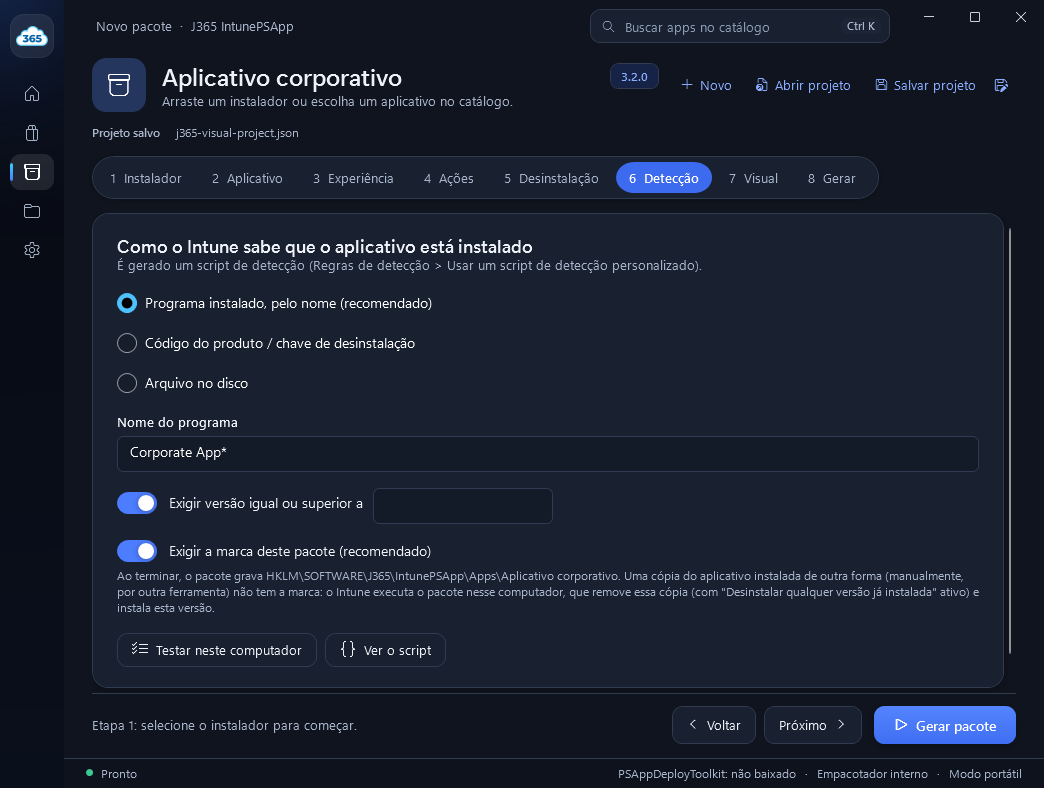 365
Novo pacote · J365 IntunePSApp
Buscar apps no catálogo Ctrl K
Aplicativo corporativo
Arraste um instalador ou escolha um aplicativo no catálogo.
3.2.0
Novo
Abrir projeto
Salvar projeto
Projeto salvo j365-visual-project.json
1 Instalador 2 Aplicativo 3 Experiência 4 Ações 5 Desinstalação 6 Detecção 7 Visual 8 Gerar
Como o Intune sabe que o aplicativo está instalado
É gerado um script de detecção (Regras de detecção > Usar um script de detecção personalizado).
Programa instalado, pelo nome (recomendado)
Código do produto / chave de desinstalação
Arquivo no disco
Nome do programa
Corporate App*
Exigir versão igual ou superior a
Exigir a marca deste pacote (recomendado)
Ao terminar, o pacote grava HKLM\SOFTWARE\J365\IntunePSApp\Apps\Aplicativo corporativo. Uma cópia do aplicativo instalada de outra forma (manualmente,
por outra ferramenta) não tem a marca: o Intune executa o pacote nesse computador, que remove essa cópia (com "Desinstalar qualquer versão já instalada" ativo) e
instala esta versão.
Testar neste computador
{} Ver o script
Etapa 1: selecione o instalador para começar.
Voltar
Próximo
Gerar pacote
Pronto
PSAppDeployToolkit: não baixado · Empacotador interno · Modo portátil